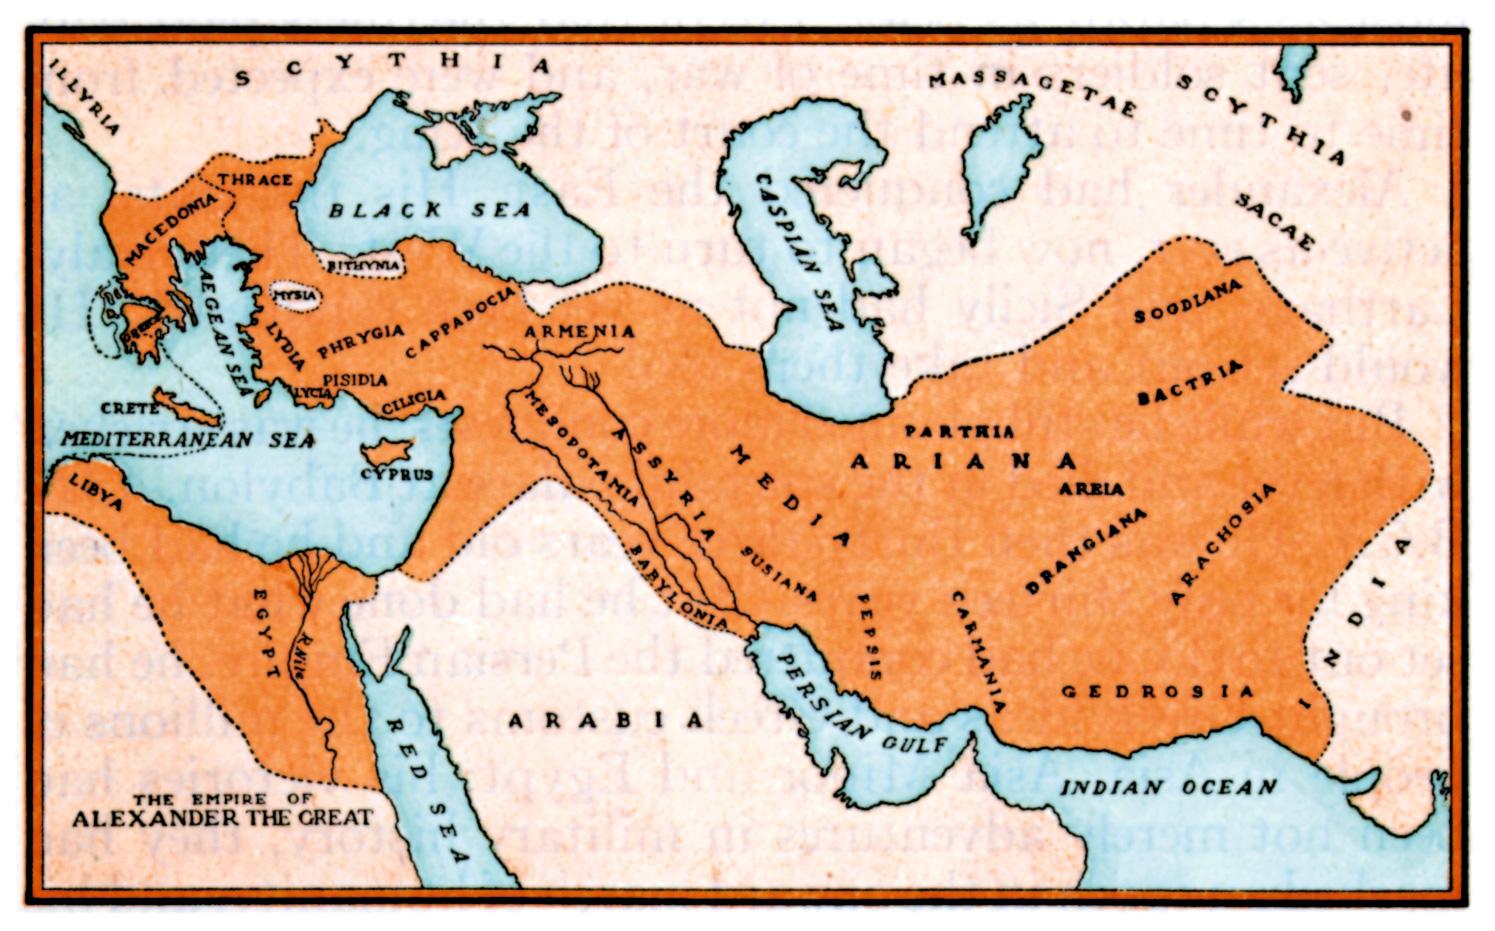 ILLYRIA
SCYTHIA
MASSAGETAE
SCYTHIA
SACAE
THRACE
MACEDONIA
BLACK SEA
CASPIAN SEA
BITHYNIA
MYSIA
AEGEAN SEA
GREECE
LYDIA
PHRYGIA
CAPPADOCIA
ARMENIA
SOGDIANA
BACTRIA
PISIDIA
LYCIA
CILICIA
CRETE
MEDITERRANEAN SEA
CYPRUS
MESOPOTAMIA
ASSYRIA
MEDIA
PARTHIA
ARIANA
AREIA
DRANGIANA
ARACHOSIA
INDIA
LIBYA
EGYPT
R. Nile
BABYLONIA
SUSIANA
PEPSIS
CARMANIA
GEDROSIA
ARABIA
PERSIAN GULF
RED SEA
INDIAN OCEAN
THE EMPIRE OF
ALEXANDER THE GREAT